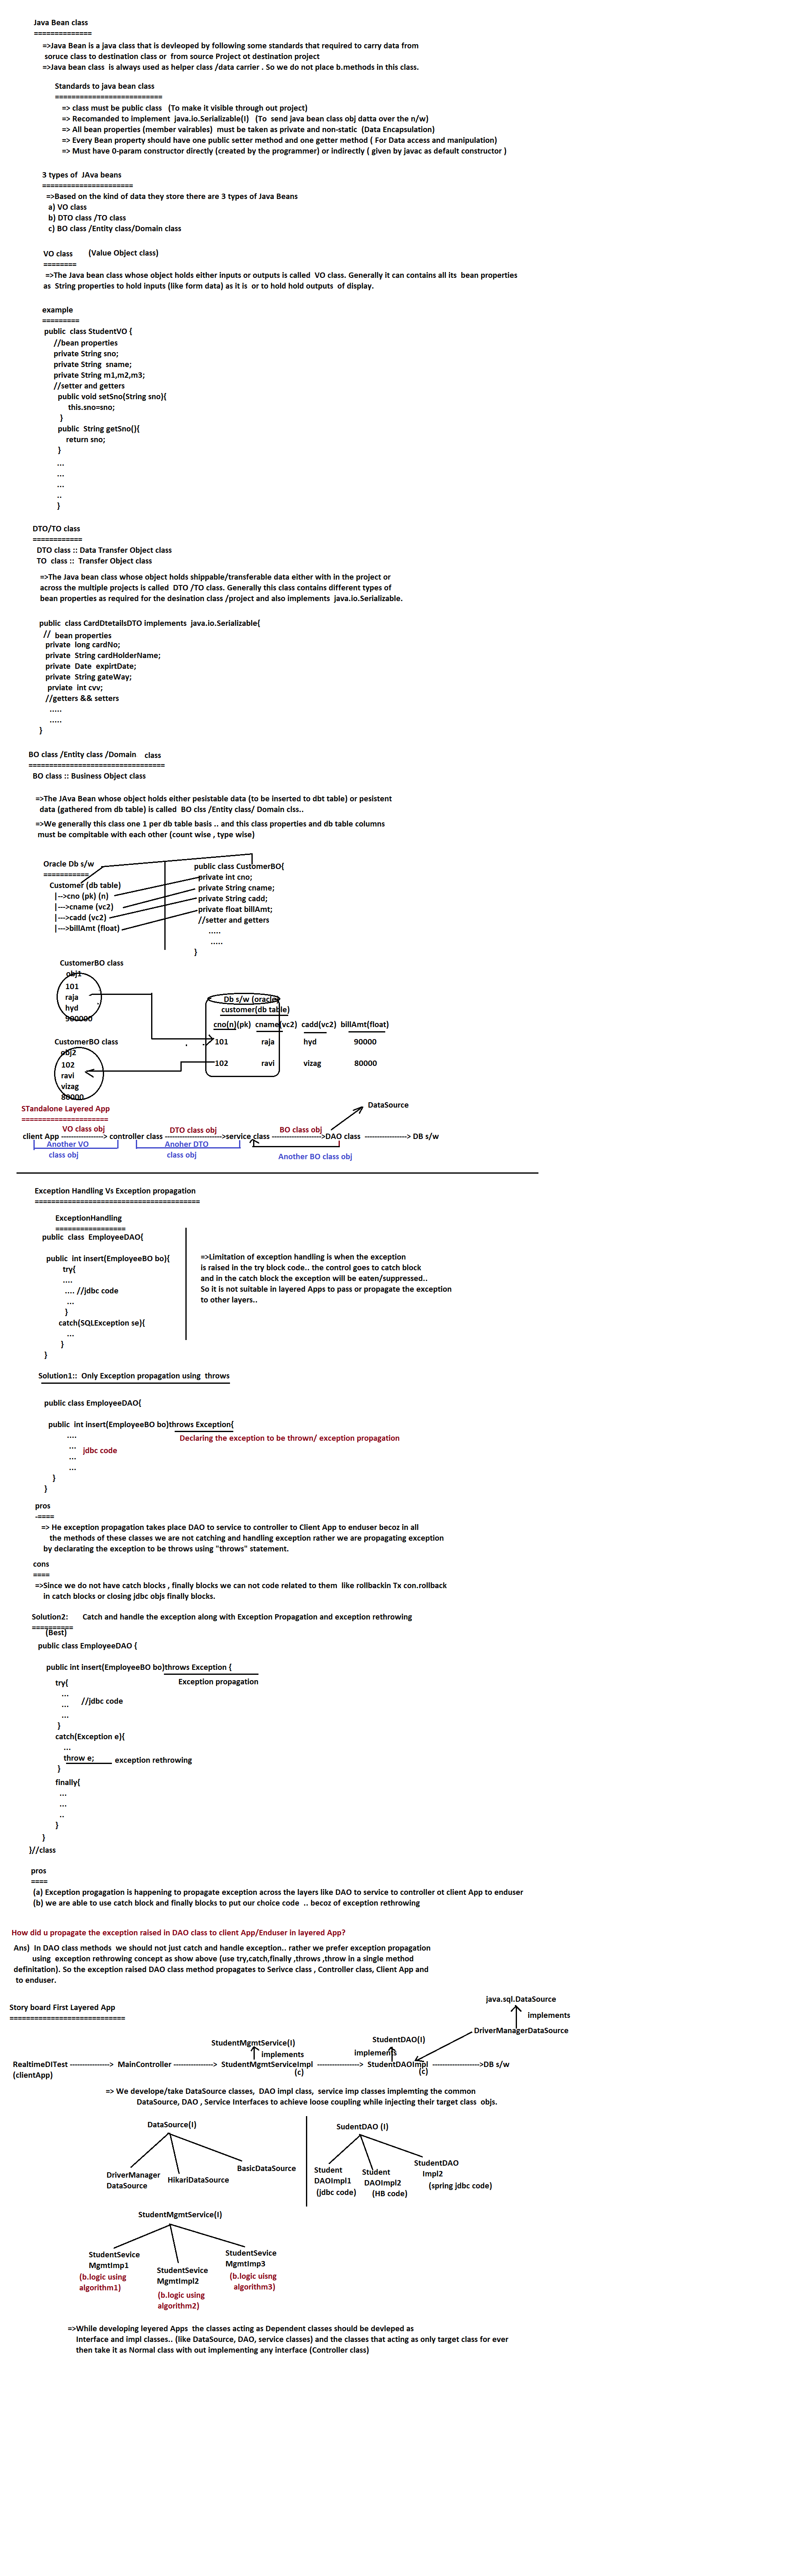 Java Bean class
==============
=>Java Bean is a java class that is devleoped by following some standards that required to carry data from
soruce class to destination class or  from source Project ot destination project
=>Java bean class  is always used as helper class /data carrier . So we do not place b.methods in this class.
Standards to java bean class
==========================
=> class must be public class   (To make it visible through out project)
=> Recomanded to implement  java.io.Serializable(I)   (To  send java bean class obj datta over the n/w)
=> All bean properties (member vairables)  must be taken as private and non-static  (Data Encapsulation)
=> Every Bean property should have one public setter method and one getter method ( For Data access and manipulation)
=> Must have 0-param constructor directly (created by the programmer) or indirectly ( given by javac as default constructor )
3 types of  JAva beans
======================
=>Based on the kind of data they store there are 3 types of Java Beans
a) VO class
b) DTO class /TO class
c) BO class /Entity class/Domain class
VO class (Value Object class)
========
=>The Java bean class whose object holds either inputs or outputs is called  VO class. Generally it can contains all its  bean properties
as  String properties to hold inputs (like form data) as it is  or to hold hold outputs  of display.
example
=========
public  class StudentVO {
//bean properties
private String sno;
private String  sname;
private String m1,m2,m3;
//setter and getters
public void setSno(String sno){
this.sno=sno;
}
public  String getSno(){
return sno;
}
...
...
...
..
}
DTO/TO class
============
DTO class :: Data Transfer Object class
TO  class ::  Transfer Object class
=>The Java bean class whose object holds shippable/transferable data either with in the project or
across the multiple projects is called  DTO /TO class. Generally this class contains different types of
bean properties as required for the desination class /project and also implements  java.io.Serializable.
public  class CardDtetailsDTO implements  java.io.Serializable{
//  bean properties
private  long cardNo;
private  String cardHolderName;
private  Date  expirtDate;
private  String gateWay;
prviate  int cvv;
//getters && setters
.....
.....
}
BO class /Entity class /Domain class
=================================
BO class :: Business Object class
=>The JAva Bean whose object holds either pesistable data (to be inserted to dbt table) or pesistent
data (gathered from db table) is called  BO clss /Entity class/ Domain clss..
=>We generally this class one 1 per db table basis .. and this class properties and db table columns
must be compitable with each other (count wise , type wise)
Oracle Db s/w
===========
Customer (db table)
|-->cno (pk) (n)
|--->cname (vc2)
|--->cadd (vc2)
|--->billAmt (float)
public class CustomerBO{
private int cno;
private String cname;
private String cadd;
private float billAmt;
//setter and getters
.....
.....
}
CustomerBO class
obj1
101
raja
hyd
900000
CustomerBO class
obj2
102
ravi
vizag
80000
Db s/w (oracle)
customer(db table)
cno(n)(pk)  cname(vc2)  cadd(vc2)  billAmt(float)
101 raja hyd 90000
102 ravi vizag 80000
STandalone Layered App
=====================
DataSource
VO class obj DTO class obj BO class obj
client App -----------------> controller class ----------------------->service class -------------------->DAO class  -----------------> DB s/w
Another VO
class obj
Anoher DTO
class obj
Another BO class obj
Exception Handling Vs Exception propagation
========================================
ExceptionHandling
=================
public  class  EmployeeDAO{
public  int insert(EmployeeBO bo){
try{
....
.... //jdbc code
...
}
catch(SQLException se){
...
}
}
=>Limitation of exception handling is when the exception
is raised in the try block code.. the control goes to catch block
and in the catch block the exception will be eaten/suppressed..
So it is not suitable in layered Apps to pass or propagate the exception
to other layers..
Solution1::  Only Exception propagation using  throws
public class EmployeeDAO{
public  int insert(EmployeeBO bo)throws Exception{
Declaring the exception to be thrown/ exception propagation
....
... jdbc code
...
...
}
}
pros
-====
=> He exception propagation takes place DAO to service to controller to Client App to enduser becoz in all
the methods of these classes we are not catching and handling exception rather we are propagating exception
by declarating the exception to be throws using "throws" statement.
cons
====
=>Since we do not have catch blocks , finally blocks we can not code related to them  like rollbackin Tx con.rollback
in catch blocks or closing jdbc objs finally blocks.
Solution2:       Catch and handle the exception along with Exception Propagation and exception rethrowing
==========
(Best)
public class EmployeeDAO {
public int insert(EmployeeBO bo)throws Exception {
Exception propagation
try{
...
... //jdbc code
...
}
catch(Exception e){
...
throw e; exception rethrowing
}
finally{
...
...
..
}
}
}//class
pros
====
(a) Exception progagation is happening to propagate exception across the layers like DAO to service to controller ot client App to enduser
(b) we are able to use catch block and finally blocks to put our choice code  .. becoz of exception rethrowing
How did u propagate the exception raised in DAO class to client App/Enduser in layered App?
Ans)  In DAO class methods  we should not just catch and handle exception.. rather we prefer exception propagation
using  exception rethrowing concept as show above (use try,catch,finally ,throws ,throw in a single method
definitation). So the exception raised DAO class method propagates to Serivce class , Controller class, Client App and
to enduser.
Story board First Layered App
============================
java.sql.DataSource
implements
DriverManagerDataSource
StudentMgmtService(I)
implements
StudentDAO(I)
implements
RealtimeDITest ----------------> MainController ----------------> StudentMgmtServiceImpl -----------------> StudentDAOImpl ------------------->DB s/w
(clientApp) (c) (c)
=> We develope/take DataSource classes,  DAO impl class,  service imp classes implemting the common
DataSource, DAO , Service Interfaces to achieve loose coupling while injecting their target class  objs.
DataSource(I)
DriverManager
DataSource
HikariDataSource
BasicDataSource
SudentDAO (I)
Student
DAOImpl1
(jdbc code)
Student
DAOImpl2
(HB code)
StudentDAO
Impl2
(spring jdbc code)
StudentMgmtService(I)
StudentSevice
MgmtImp1
(b.logic using
algorithm1)
StudentSevice
MgmtImpl2
(b.logic using
algorithm2)
StudentSevice
MgmtImp3
(b.logic uisng
algorithm3)
=>While developing leyered Apps  the classes acting as Dependent classes should be devleped as
Interface and impl classes.. (like DataSource, DAO, service classes) and the classes that acting as only target class for ever
then take it as Normal class with out implementing any interface (Controller class)